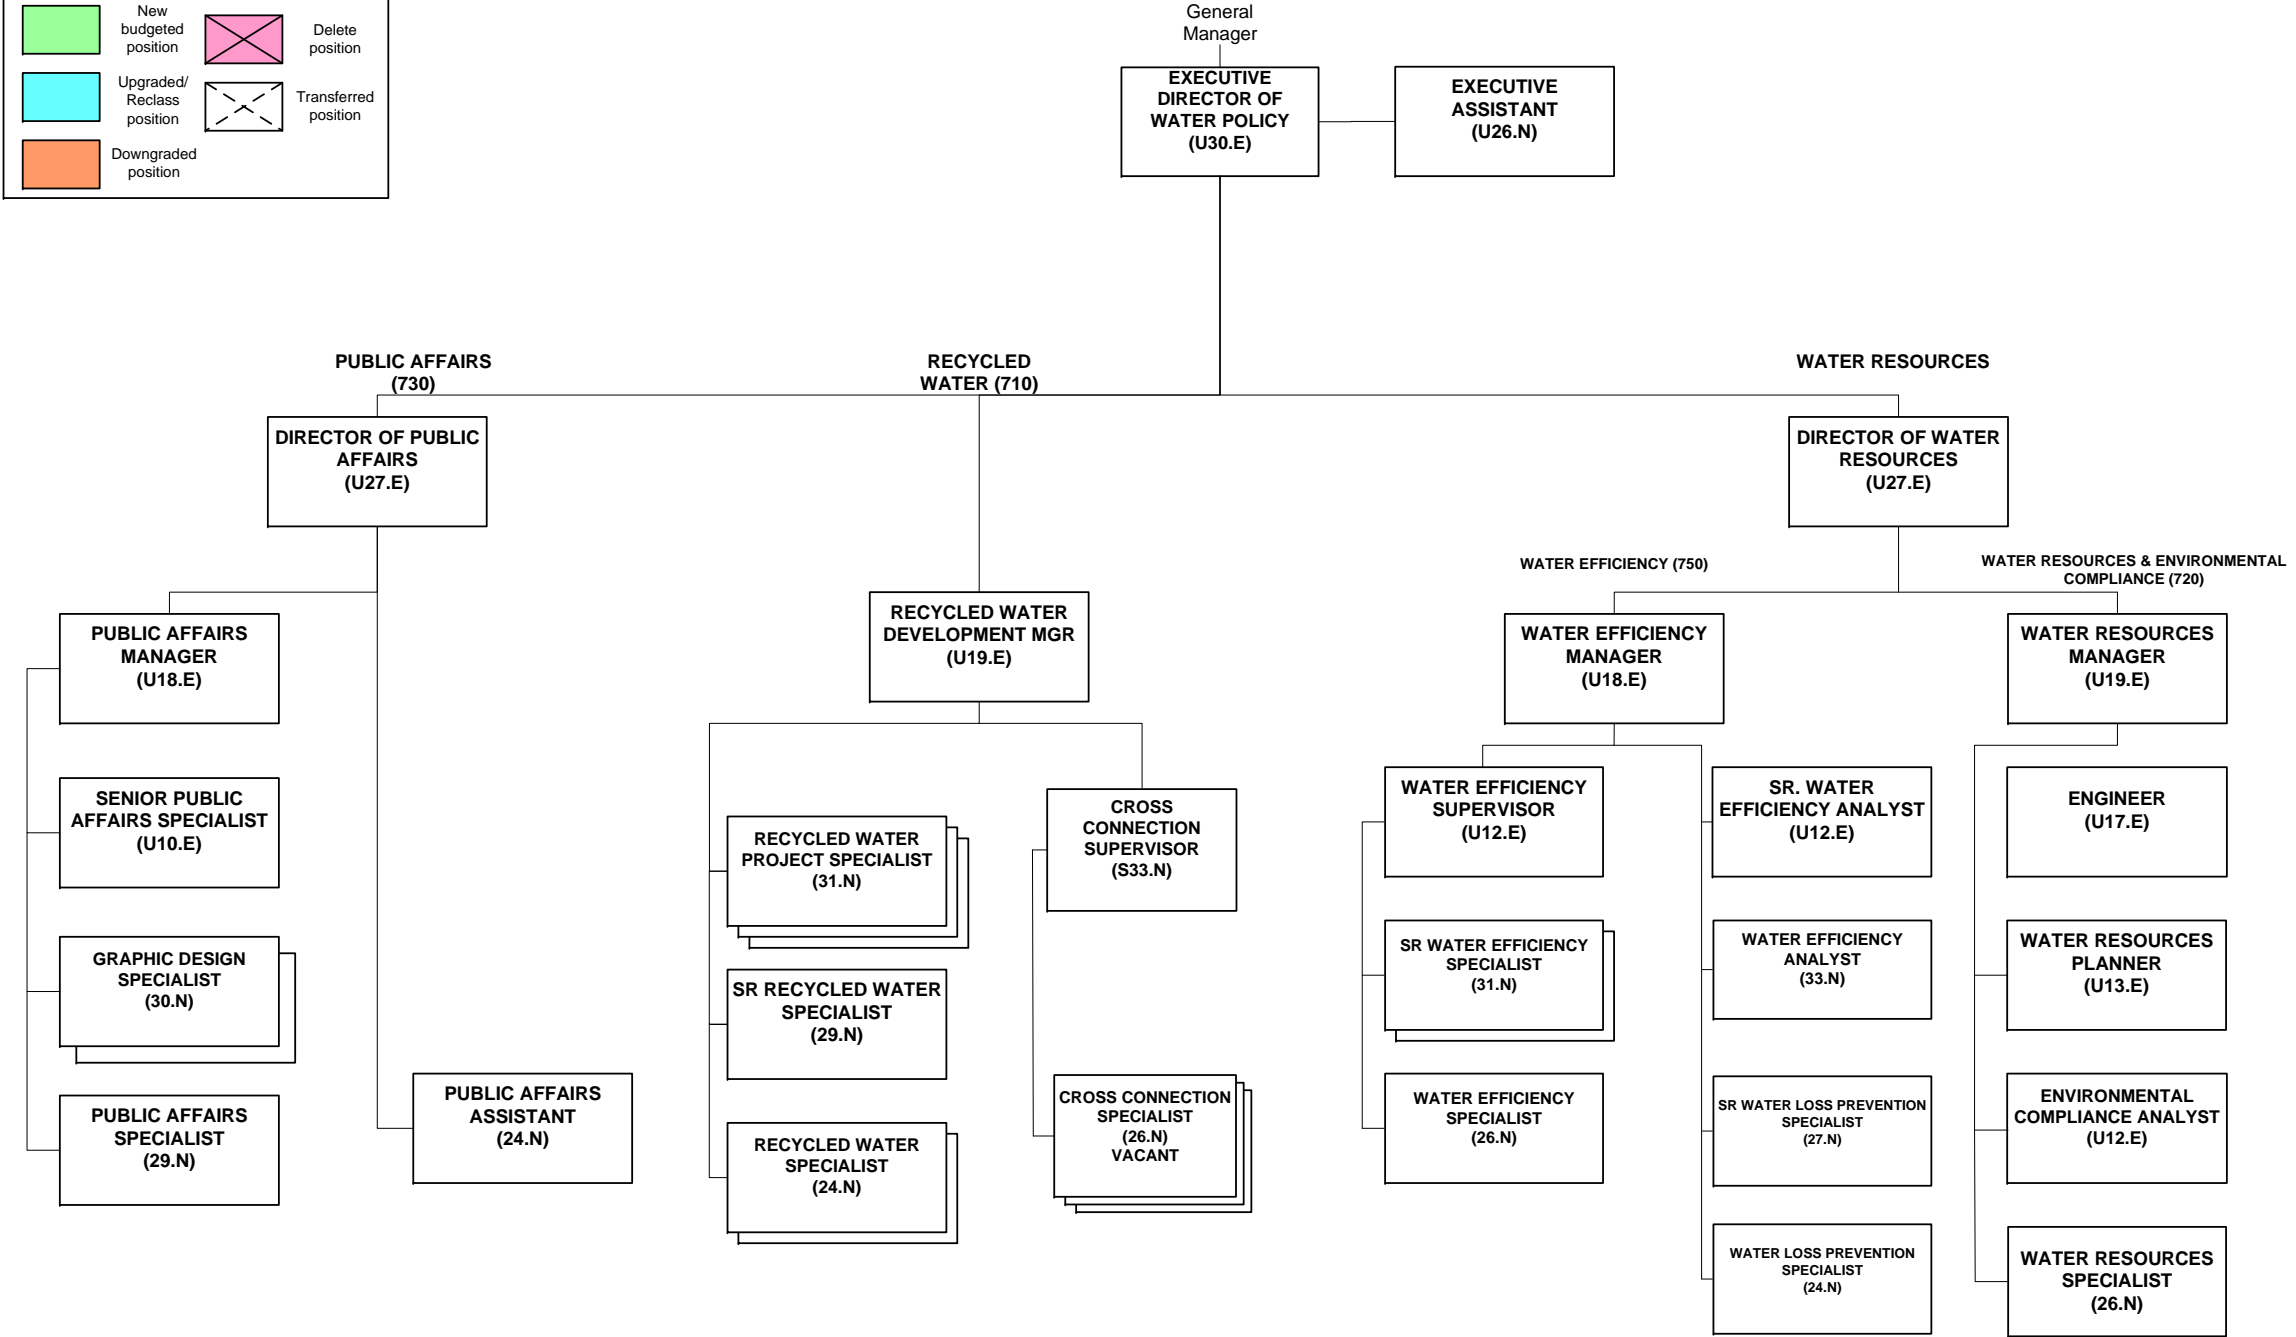 New
budgeted
position
Delete
position
Upgraded/
Reclass
position
Transferred
position
Downgraded
position
General
Manager
EXECUTIVE
DIRECTOR OF
WATER POLICY
(U30.E)
EXECUTIVE
ASSISTANT
(U26.N)
PUBLIC AFFAIRS
(730)
RECYCLED
WATER (710)
WATER RESOURCES
DIRECTOR OF PUBLIC
AFFAIRS
(U27.E)
DIRECTOR OF WATER
RESOURCES
(U27.E)
WATER EFFICIENCY (750)
WATER RESOURCES & ENVIRONMENTAL
COMPLIANCE (720)
PUBLIC AFFAIRS
MANAGER
(U18.E)
SENIOR PUBLIC
AFFAIRS SPECIALIST
(U10.E)
GRAPHIC DESIGN
SPECIALIST
(30.N)
PUBLIC AFFAIRS
SPECIALIST
(29.N)
PUBLIC AFFAIRS
ASSISTANT
(24.N)
RECYCLED WATER
DEVELOPMENT MGR
(U19.E)
RECYCLED WATER
PROJECT SPECIALIST
(31.N)
SR RECYCLED WATER
SPECIALIST
(29.N)
RECYCLED WATER
SPECIALIST
(24.N)
CROSS
CONNECTION
SUPERVISOR
(S33.N)
CROSS CONNECTION
SPECIALIST
(26.N)
VACANT
WATER EFFICIENCY
MANAGER
(U18.E)
WATER EFFICIENCY
SUPERVISOR
(U12.E)
SR WATER EFFICIENCY
SPECIALIST
(31.N)
WATER EFFICIENCY
SPECIALIST
(26.N)
SR. WATER
EFFICIENCY ANALYST
(U12.E)
WATER EFFICIENCY
ANALYST
(33.N)
SR WATER LOSS PREVENTION
SPECIALIST
(27.N)
WATER LOSS PREVENTION
SPECIALIST
(24.N)
WATER RESOURCES
MANAGER
(U19.E)
ENGINEER
(U17.E)
WATER RESOURCES
PLANNER
(U13.E)
ENVIRONMENTAL
COMPLIANCE ANALYST
(U12.E)
WATER RESOURCES
SPECIALIST
(26.N)